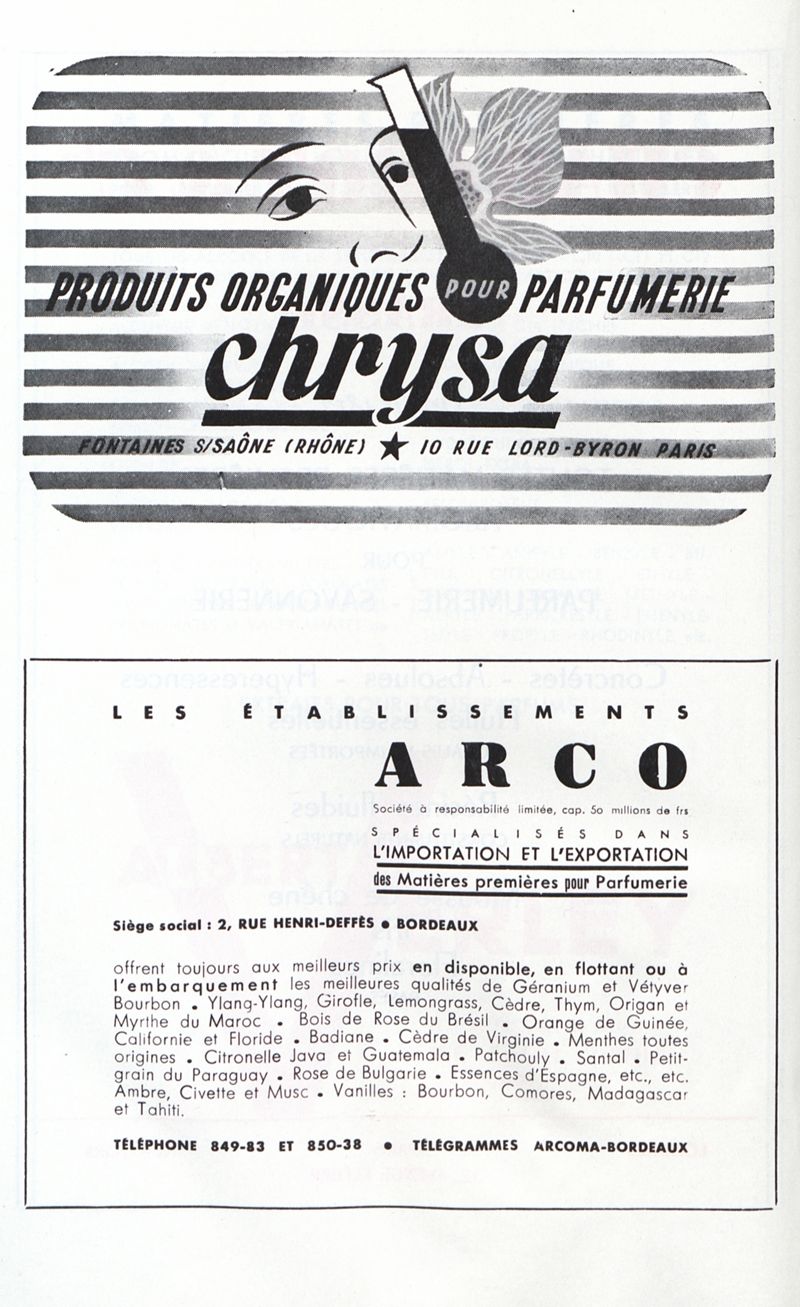 PRODUITS ORGANIQUES POUR PARFUMERIE
chrysa
FONTAINES S/SAÔNE (RHÔNE) ★ 10 RUE LORD-BYRON PARIS
LES ÉTABLISSEMENTS
ARCO
Société à responsabilité limitée, cap. 50 millions de frs
SPÉCIALISÉS DANS
L'IMPORTATION ET L'EXPORTATION
des Matières premières pour Parfumerie
Siège social : 2, RUE HENRI-DEFFÈS ● BORDEAUX
offrent toujours aux meilleurs prix en disponible, en flottant ou à
l'embarquement les meilleures qualités de Géranium et Vétyver
Bourbon • Ylang-Ylang, Girofle, Lemongrass, Cèdre, Thym, Origan et
Myrthe du Maroc • Bois de Rose du Brésil • Orange de Guinée,
Californie et Floride • Badiane • Cèdre de Virginie • Menthes toutes
origines • Citronelle Java et Guatemala • Patchouly • Santal • Petit-
grain du Paraguay • Rose de Bulgarie • Essences d'Espagne, etc., etc.
Ambre, Civette et Musc • Vanilles : Bourbon, Comores, Madagascar
et Tahiti.
TÉLÉPHONE 849-83 ET 850-38 ● TÉLÉGRAMMES ARCOMA-BORDEAUX